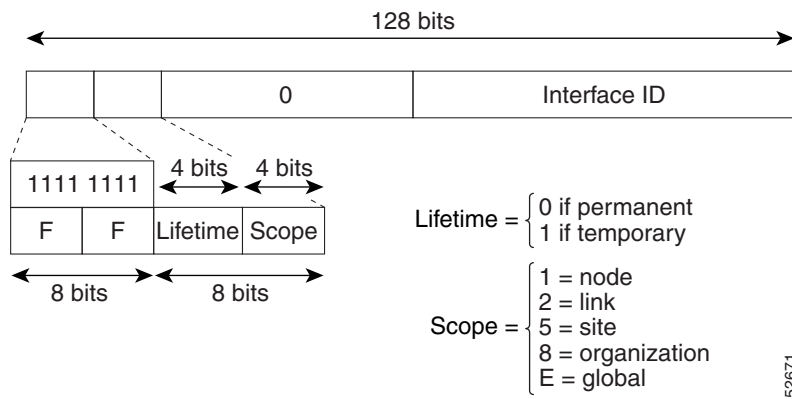 128 bits
0 Interface ID
4 bits 4 bits
1111 1111
F F Lifetime Scope
8 bits 8 bits
Lifetime =
0 if permanent
1 if temporary
Scope =
1 = node
2 = link
5 = site
8 = organization
E = global
52671